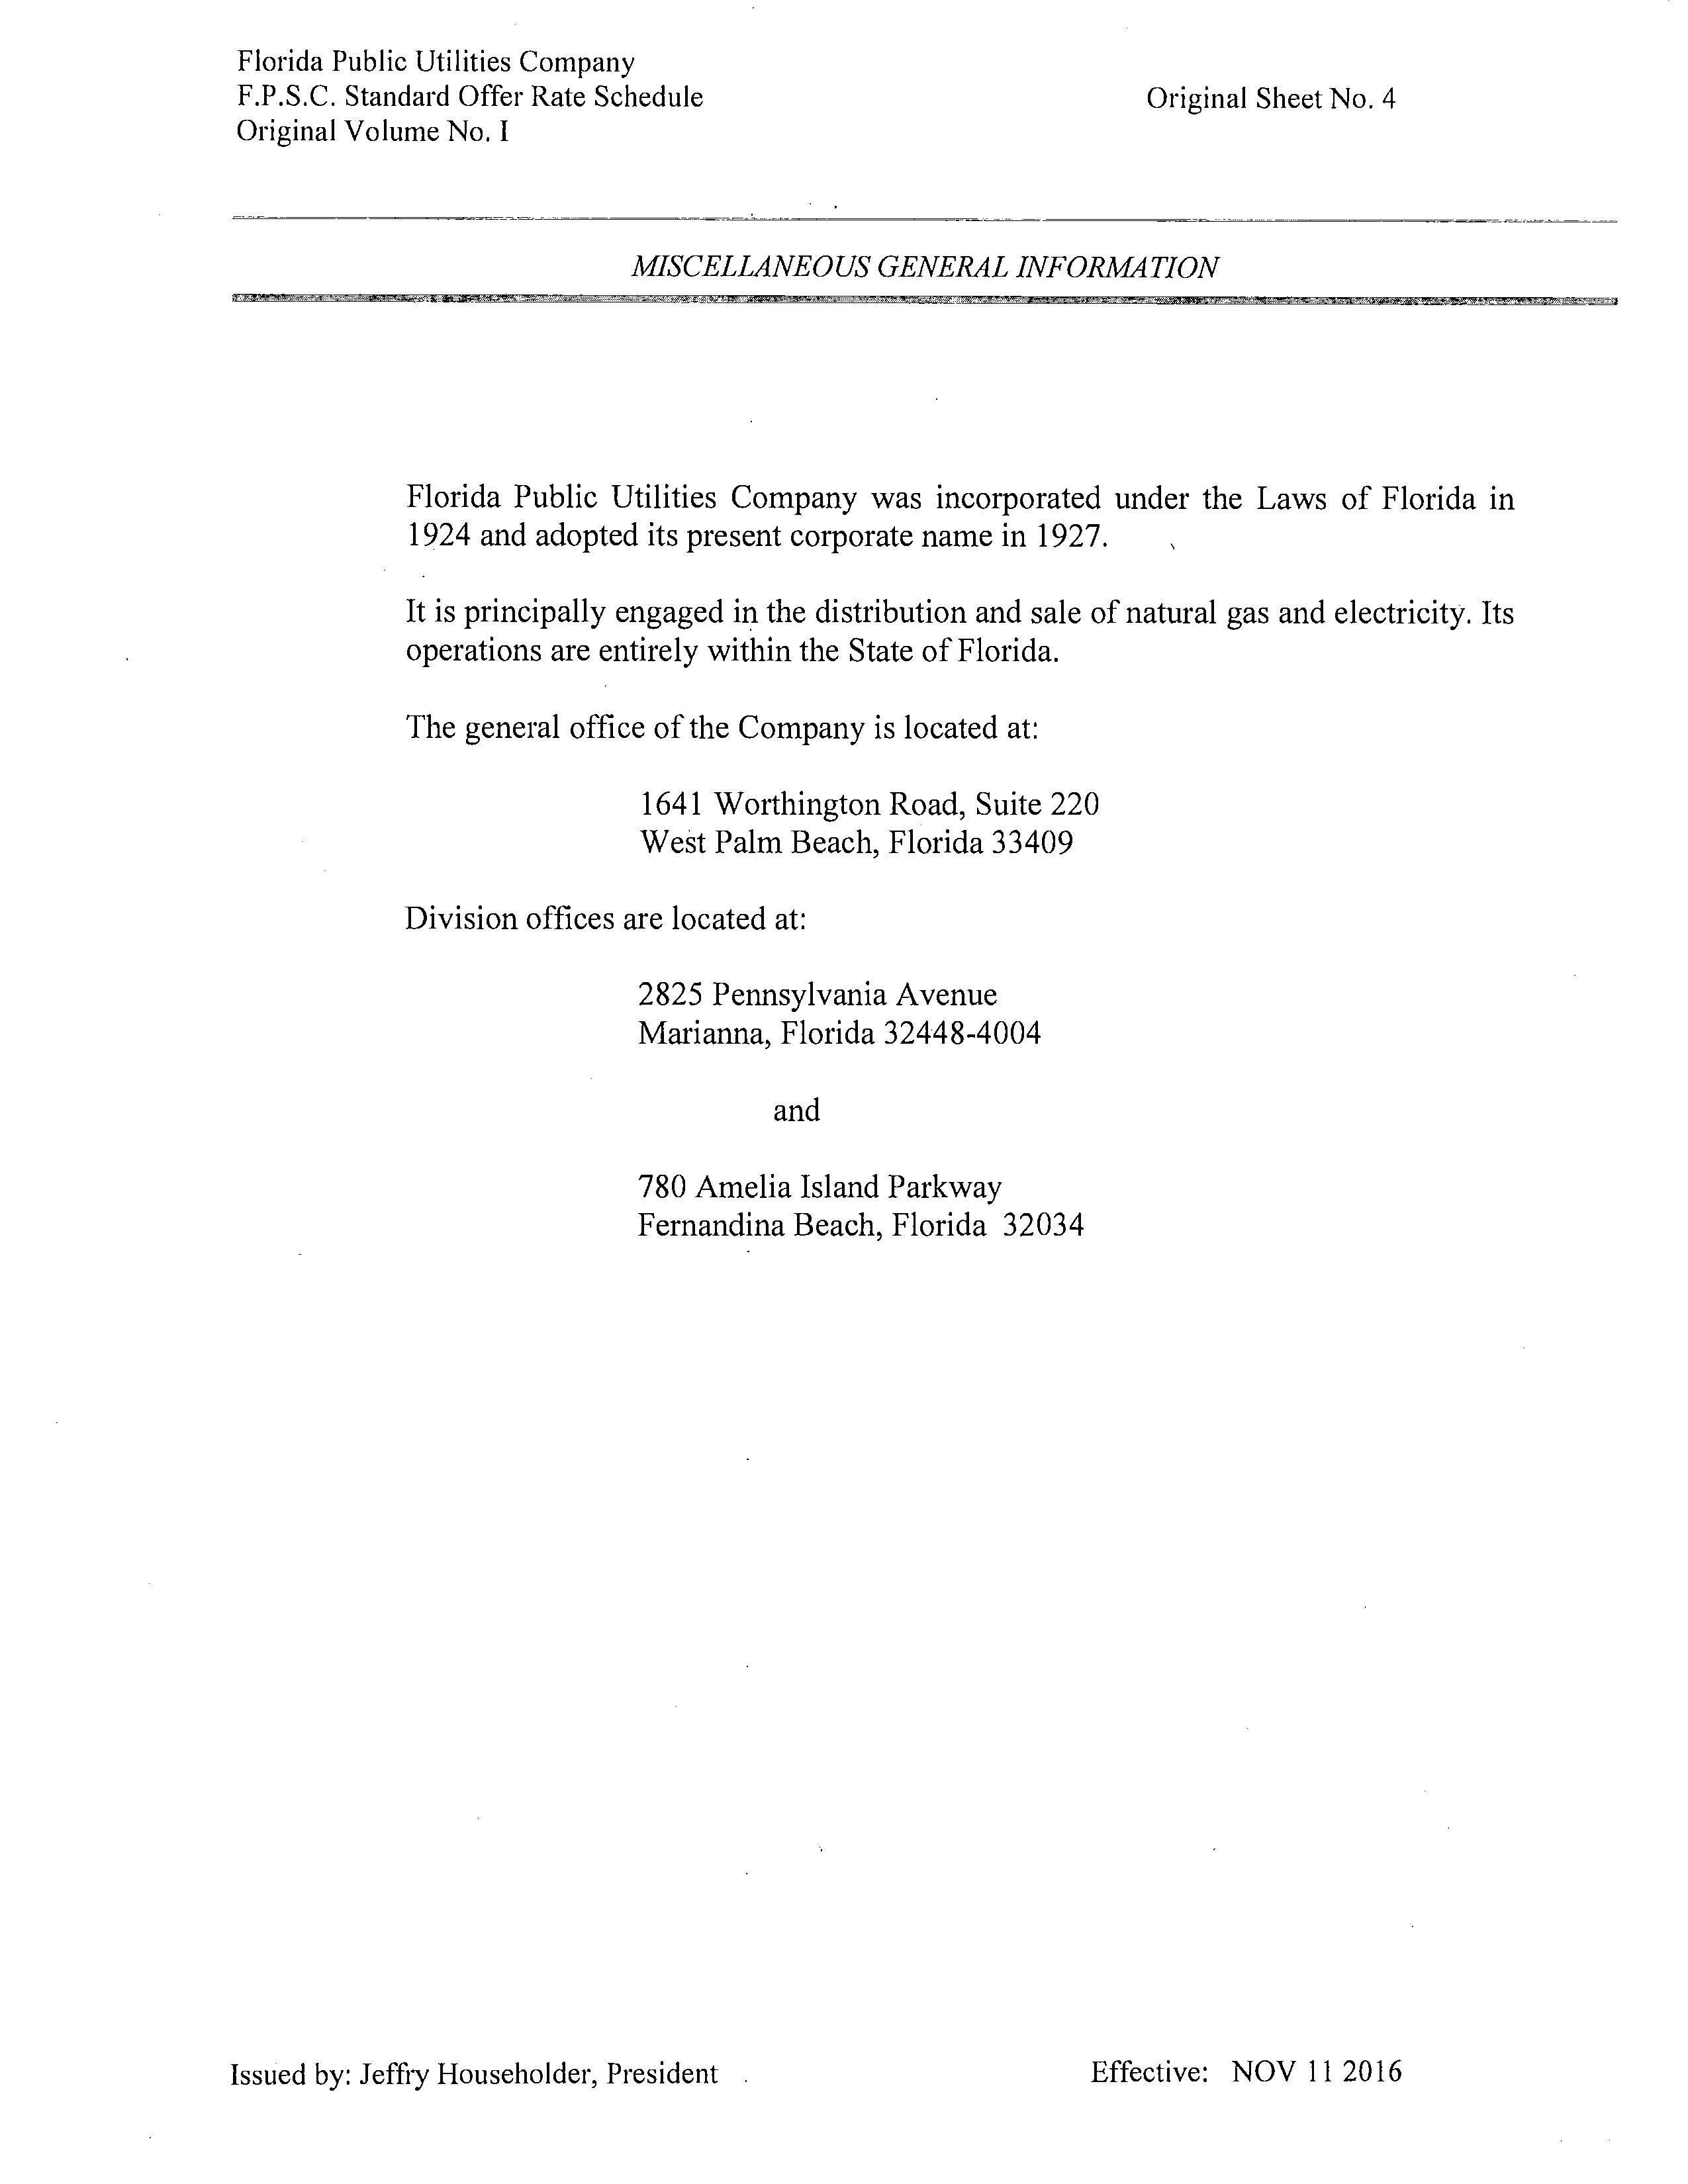 Florida Public Utilities Company
F.P.S.C. Standard Offer Rate Schedule
Original Sheet No. 4
Original Volume No. I
MISCELLANEOUS GENERAL INFORMATION
Florida Public Utilities Company was incorporated under the Laws of Florida in
1924 and adopted its present corporate name in 1927.
It is principally engaged in the distribution and sale of natural gas and electricity. Its
operations are entirely within the State of Florida.
The general office of the Company is located at:
1641 Worthington Road, Suite 220
West Palm Beach, Florida 33409
Division offices are located at:
2825 Pennsylvania Avenue
Marianna, Florida 32448-4004
and
780 Amelia Island Parkway
Fernandina Beach, Florida 32034
Issued by: Jeffry Householder, President
Effective: NOV 11 2016